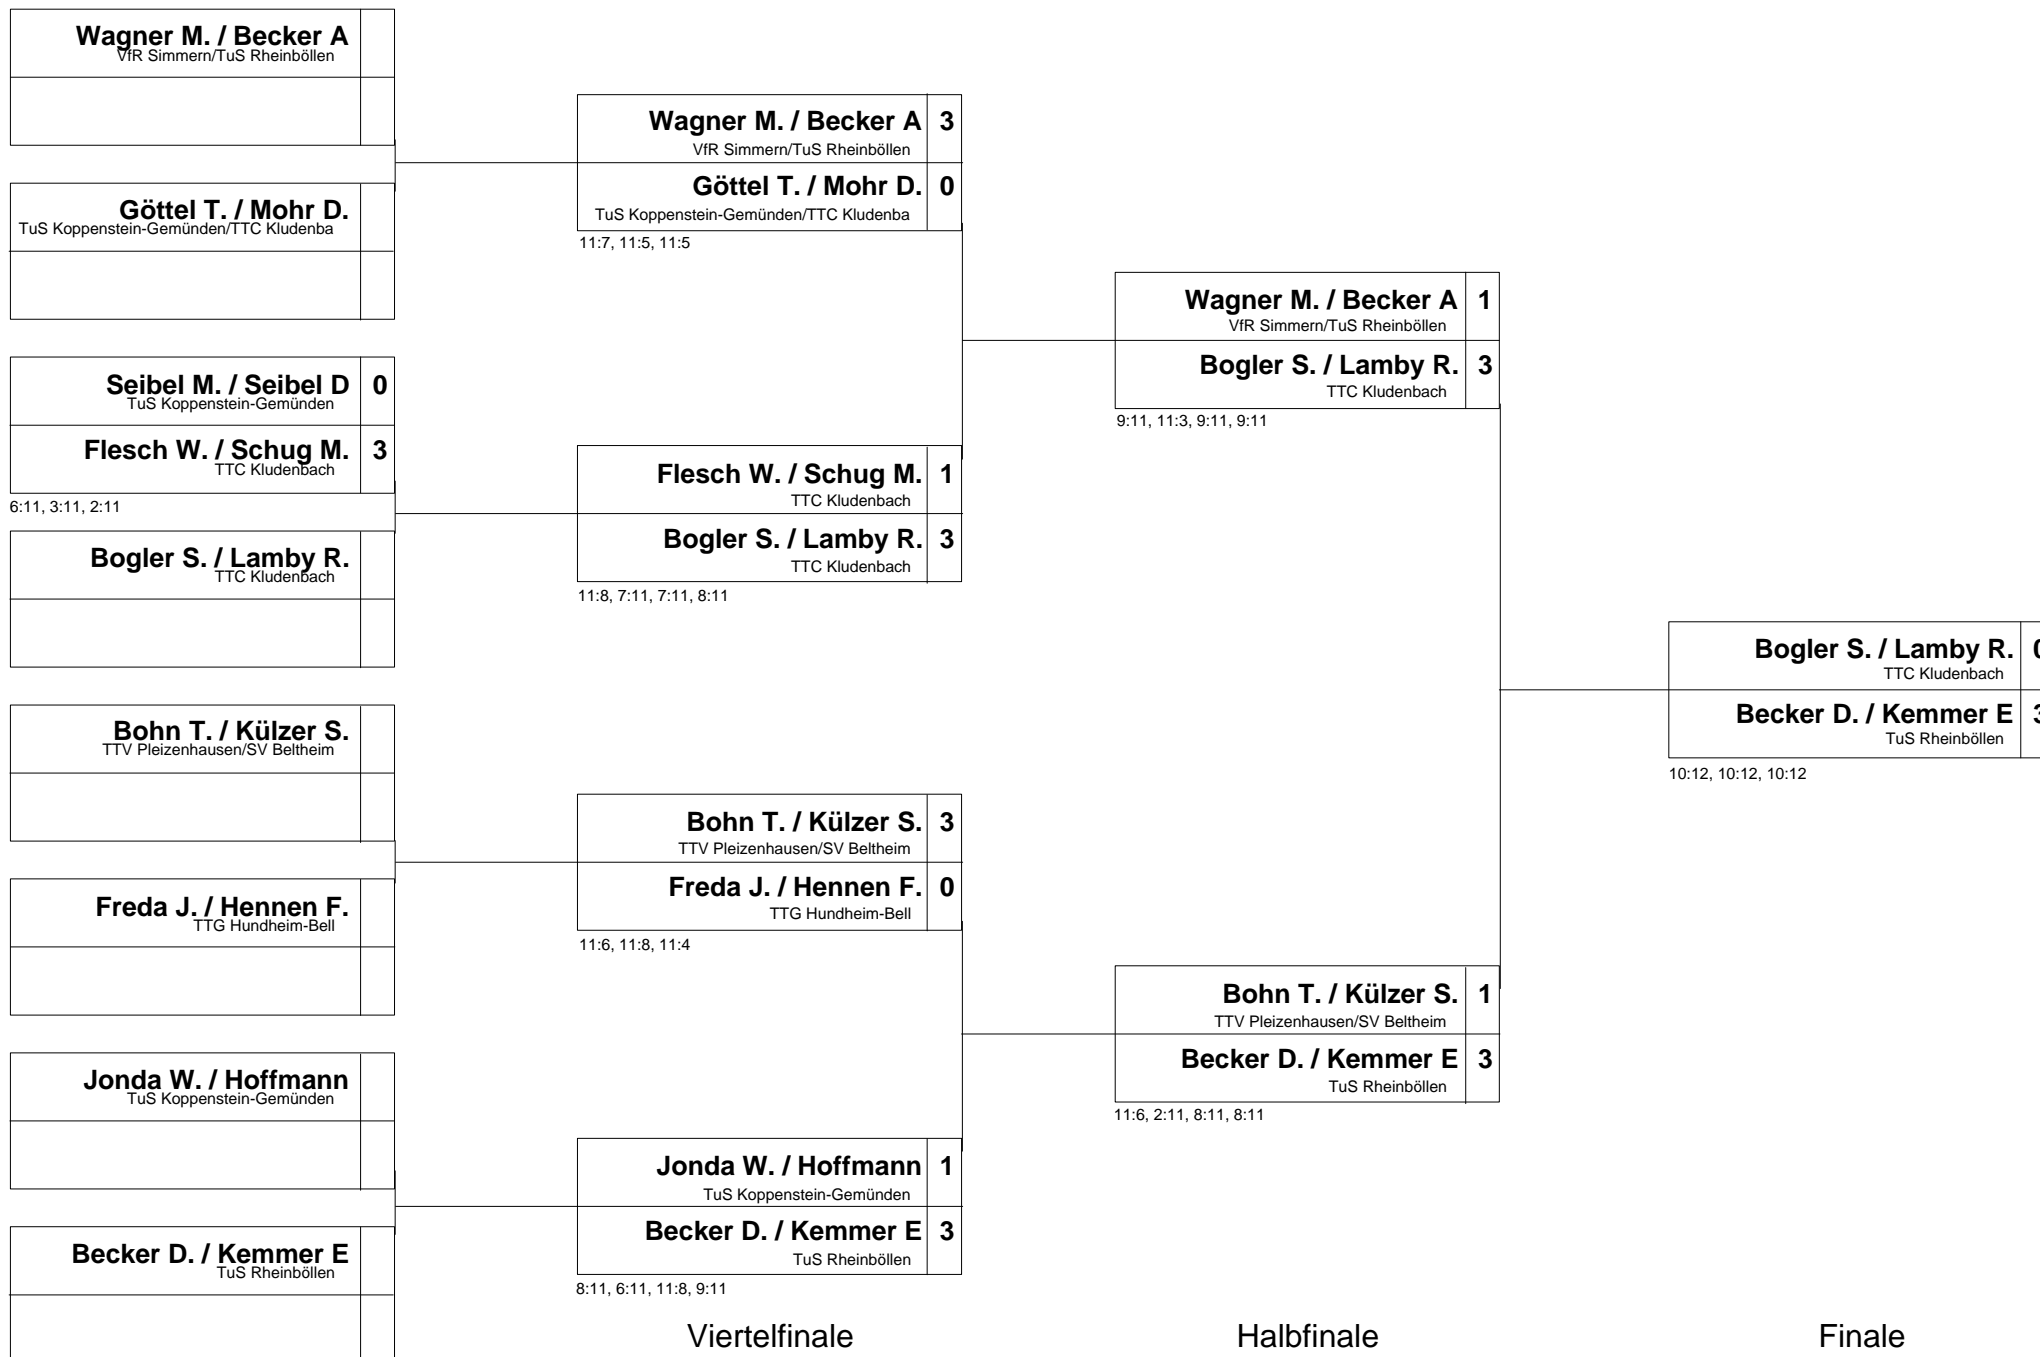 Wagner M. / Becker A
VfR Simmern/TuS Rheinböllen
Göttel T. / Mohr D.
TuS Koppenstein-Gemünden/TTC Kludenba
Seibel M. / Seibel D 0
TuS Koppenstein-Gemünden
Flesch W. / Schug M. 3
TTC Kludenbach
6:11, 3:11, 2:11
Bogler S. / Lamby R.
TTC Kludenbach
Bohn T. / Külzer S.
TTV Pleizenhausen/SV Beltheim
Freda J. / Hennen F.
TTG Hundheim-Bell
Jonda W. / Hoffmann
TuS Koppenstein-Gemünden
Becker D. / Kemmer E
TuS Rheinböllen
Wagner M. / Becker A 3
VfR Simmern/TuS Rheinböllen
Göttel T. / Mohr D. 0
TuS Koppenstein-Gemünden/TTC Kludenba
11:7, 11:5, 11:5
Flesch W. / Schug M. 1
TTC Kludenbach
Bogler S. / Lamby R. 3
TTC Kludenbach
11:8, 7:11, 7:11, 8:11
Bohn T. / Külzer S. 3
TTV Pleizenhausen/SV Beltheim
Freda J. / Hennen F. 0
TTG Hundheim-Bell
11:6, 11:8, 11:4
Jonda W. / Hoffmann 1
TuS Koppenstein-Gemünden
Becker D. / Kemmer E 3
TuS Rheinböllen
8:11, 6:11, 11:8, 9:11
Viertelfinale
Wagner M. / Becker A 1
VfR Simmern/TuS Rheinböllen
Bogler S. / Lamby R. 3
TTC Kludenbach
9:11, 11:3, 9:11, 9:11
Bohn T. / Külzer S. 1
TTV Pleizenhausen/SV Beltheim
Becker D. / Kemmer E 3
TuS Rheinböllen
11:6, 2:11, 8:11, 8:11
Halbfinale
Bogler S. / Lamby R. 0
TTC Kludenbach
Becker D. / Kemmer E 3
TuS Rheinböllen
10:12, 10:12, 10:12
Finale